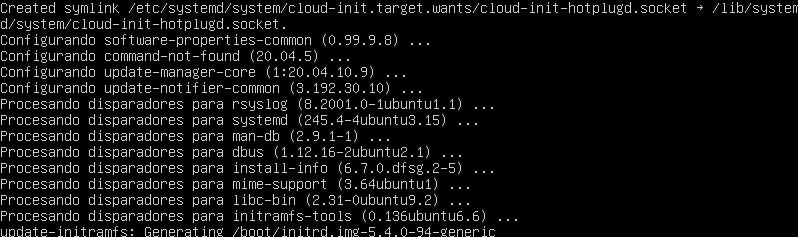 Created symlink /etc/systemd/system/cloud-init.target.wants/cloud-init-hotplugd.socket → /lib/system
d/system/cloud-init-hotplugd.socket.
Configurando software-properties-common (0.99.9.8) ...
Configurando command-not-found (20.04.5) ...
Configurando update-manager-core (1:20.04.10.9) ...
Configurando update-notifier-common (3.192.30.10) ...
Procesando disparadores para rsyslog (8.2001.0-1ubuntu1.1) ...
Procesando disparadores para systemd (245.4-4ubuntu3.15) ...
Procesando disparadores para man-db (2.9.1-1) ...
Procesando disparadores para dbus (1.12.16-2ubuntu2.1) ...
Procesando disparadores para install-info (6.7.0.dfsg.2-5) ...
Procesando disparadores para mime-support (3.64ubuntu1) ...
Procesando disparadores para libc-bin (2.31-0ubuntu9.2) ...
Procesando disparadores para initramfs-tools (0.136ubuntu6.6) ...
update-initramfs: Generating /boot/initrd.img-5.4.0-94-generic